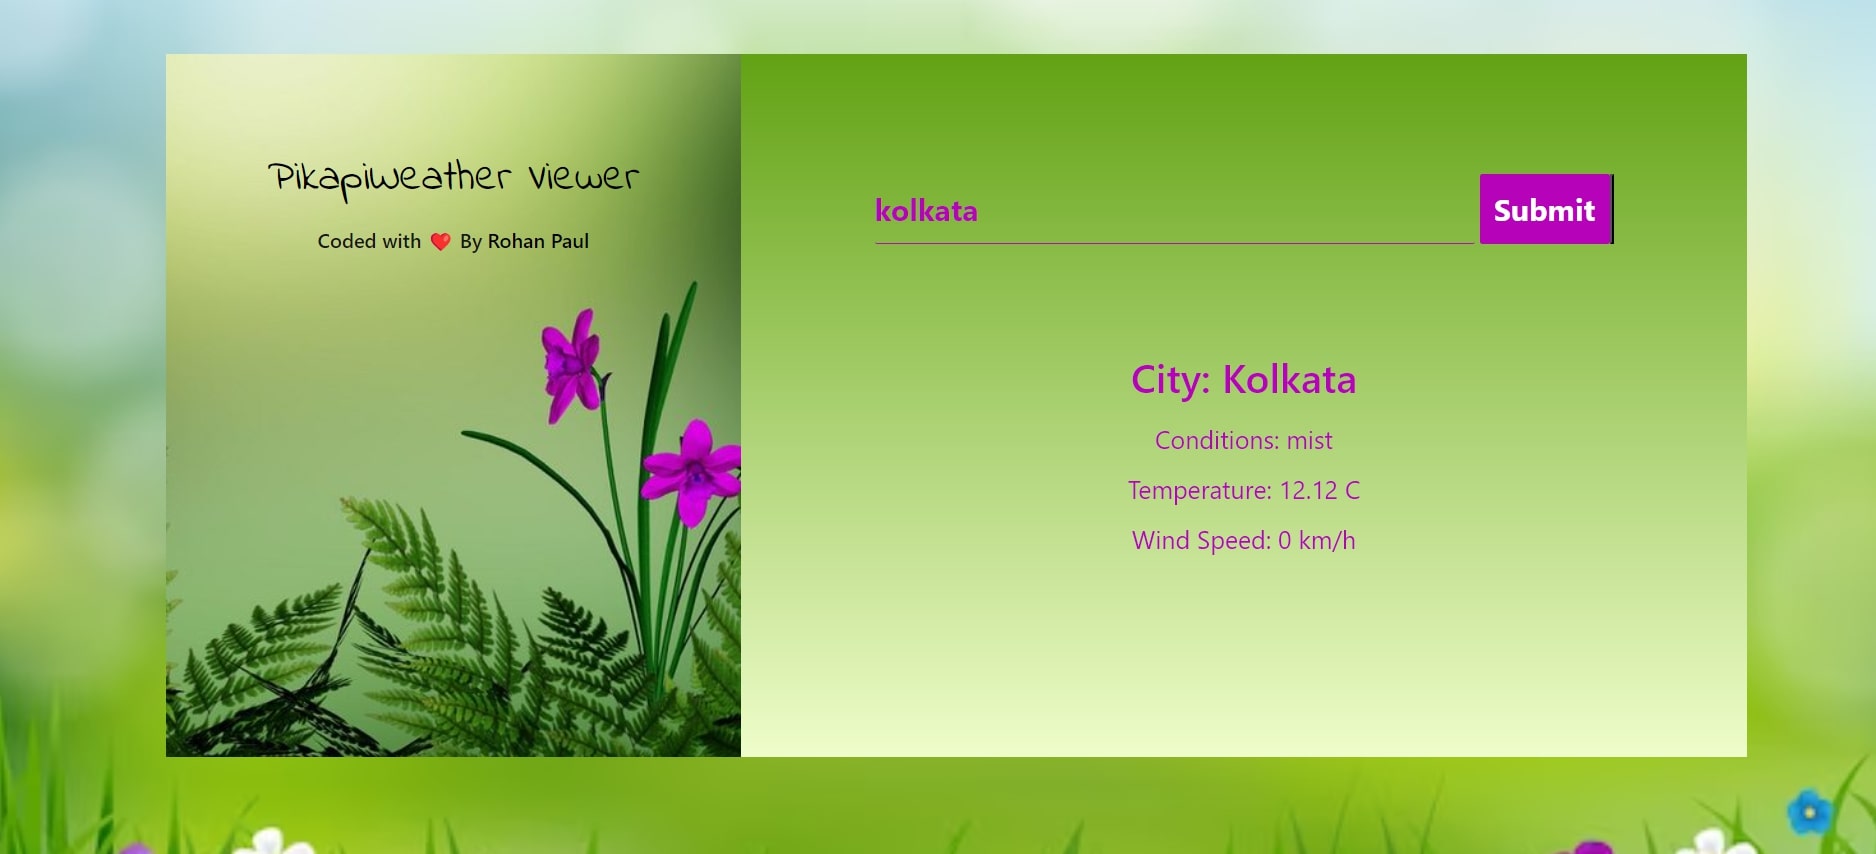 Pikapiweather viewer
Coded with ❤️ By Rohan Paul
kolkata
Submit
City: Kolkata
Conditions: mist
Temperature: 12.12 C
Wind Speed: 0 km/h